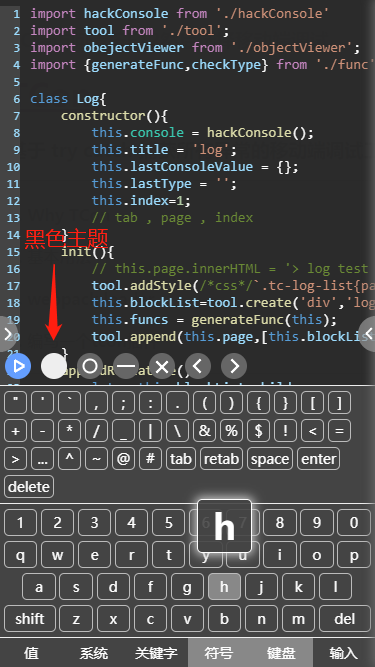 1 import hackConsole from './hackConsole'
2 import tool from './tool';
3 import obejectViewer from './objectViewer';
4 import {generateFunc,checkType} from './func'
5
6 class Log{
7 constructor(){
8 this.console = hackConsole();
9 this.title = 'log';
10 this.lastConsoleValue = {};
11 this.lastType = '';
12 this.index=1;
13 // tab , page , index
14 }
黑色主题
15 init(){
16 // this.page.innerHTML = '> log test
17 tool.addStyle(/*css*/`.tc-log-list{pa
18 this.blockList=tool.create('div','log
19 this.funcs = generateFunc(this);
20 tool.append(this.page,[this.blockLis
21 }
" ' ` , ; : . ( ) { } [ ]
+ - * / _ | \ & % $ ! < =
> ... ^ ~ @ # tab retab space enter
delete
h
1 2 3 4 5 6 7 8 9 0
q w e r t y u i o p
a s d f g h j k l
shift z x c v b n m del
值 系统 关键字 符号 键盘 输入